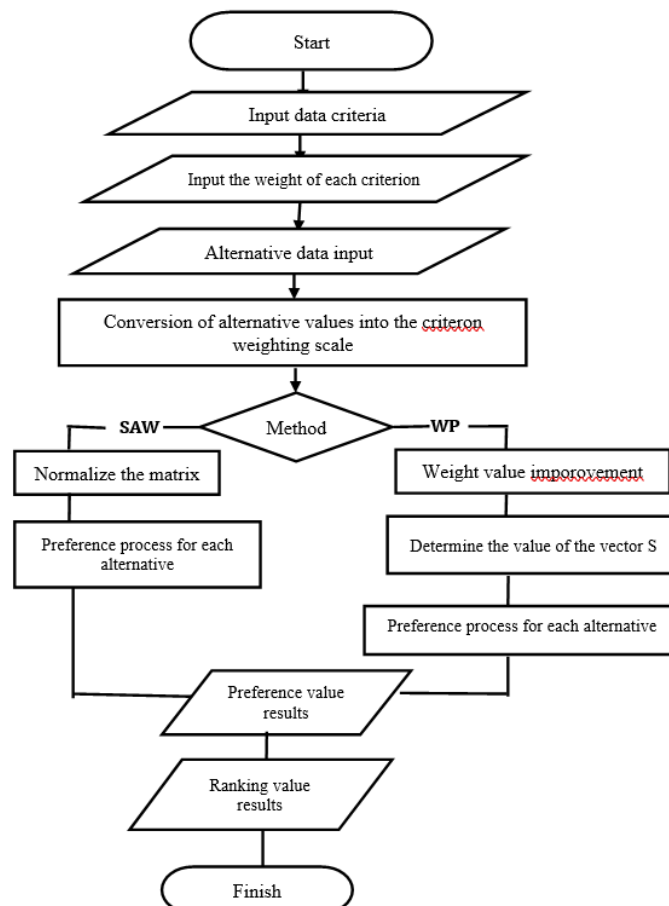 Start
Input data criteria
Input the weight of each criterion
Alternative data input
Conversion of alternative values into the criteron
weighting scale
SAW
Method
WP
Normalize the matrix
Weight value imporovement
Preference process for each
alternative
Determine the value of the vector S
Preference process for each alternative
Preference value
results
Ranking value
results
Finish